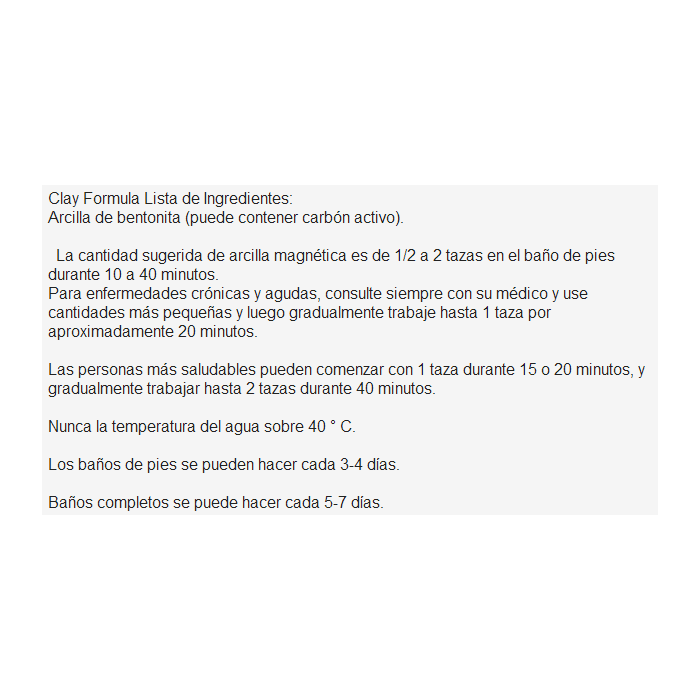 Clay Formula Lista de Ingredientes:
Arcilla de bentonita (puede contener carbón activo).
La cantidad sugerida de arcilla magnética es de 1/2 a 2 tazas en el baño de pies
durante 10 a 40 minutos.
Para enfermedades crónicas y agudas, consulte siempre con su médico y use
cantidades más pequeñas y luego gradualmente trabaje hasta 1 taza por
aproximadamente 20 minutos.
Las personas más saludables pueden comenzar con 1 taza durante 15 o 20 minutos, y
gradualmente trabajar hasta 2 tazas durante 40 minutos.
Nunca la temperatura del agua sobre 40 ° C.
Los baños de pies se pueden hacer cada 3-4 días.
Baños completos se puede hacer cada 5-7 días.